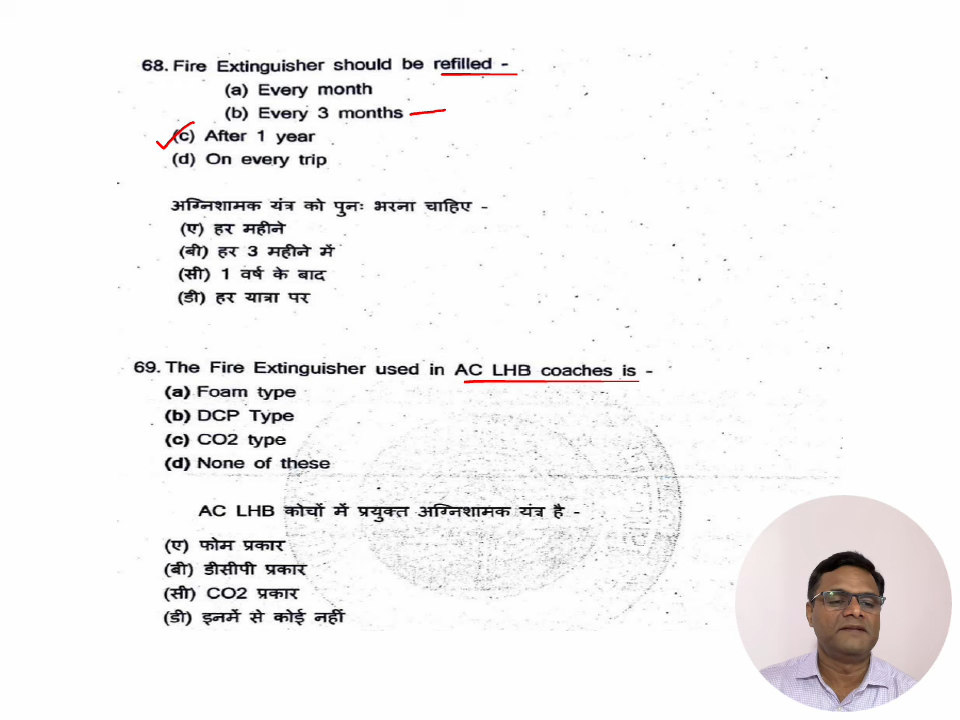 68. Fire Extinguisher should be refilled -
(a) Every month
(b) Every 3 months
(c) After 1 year
(d) On every trip
अग्निशामक यंत्र को पुनः भरना चाहिए -
(ए) हर महीने
(बी) हर 3 महीने में
(सी) 1 वर्ष के बाद
(डी) हर यात्रा पर
69. The Fire Extinguisher used in AC LHB coaches is -
(a) Foam type
(b) DCP Type
(c) CO2 type
(d) None of these
AC LHB कोचों में प्रयुक्त अग्निशामक यंत्र है -
(ए) फोम प्रकार
(बी) डीसीपी प्रकार
(सी) CO2 प्रकार
(डी) इनमें से कोई नहीं